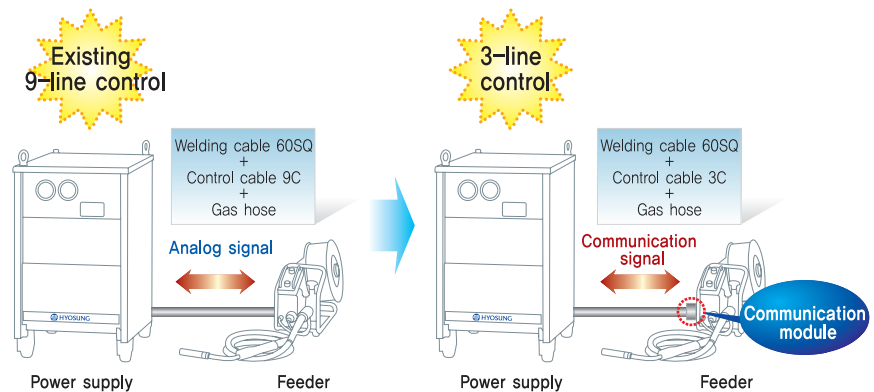 Existing
9-line control
Welding cable 60SQ
+
Control cable 9C
+
Gas hose
Analog signal
HYOSUNG
Power supply
Feeder
3-line
control
Welding cable 60SQ
+
Control cable 3C
+
Gas hose
Communication
signal
HYOSUNG
Communication
module
Power supply
Feeder